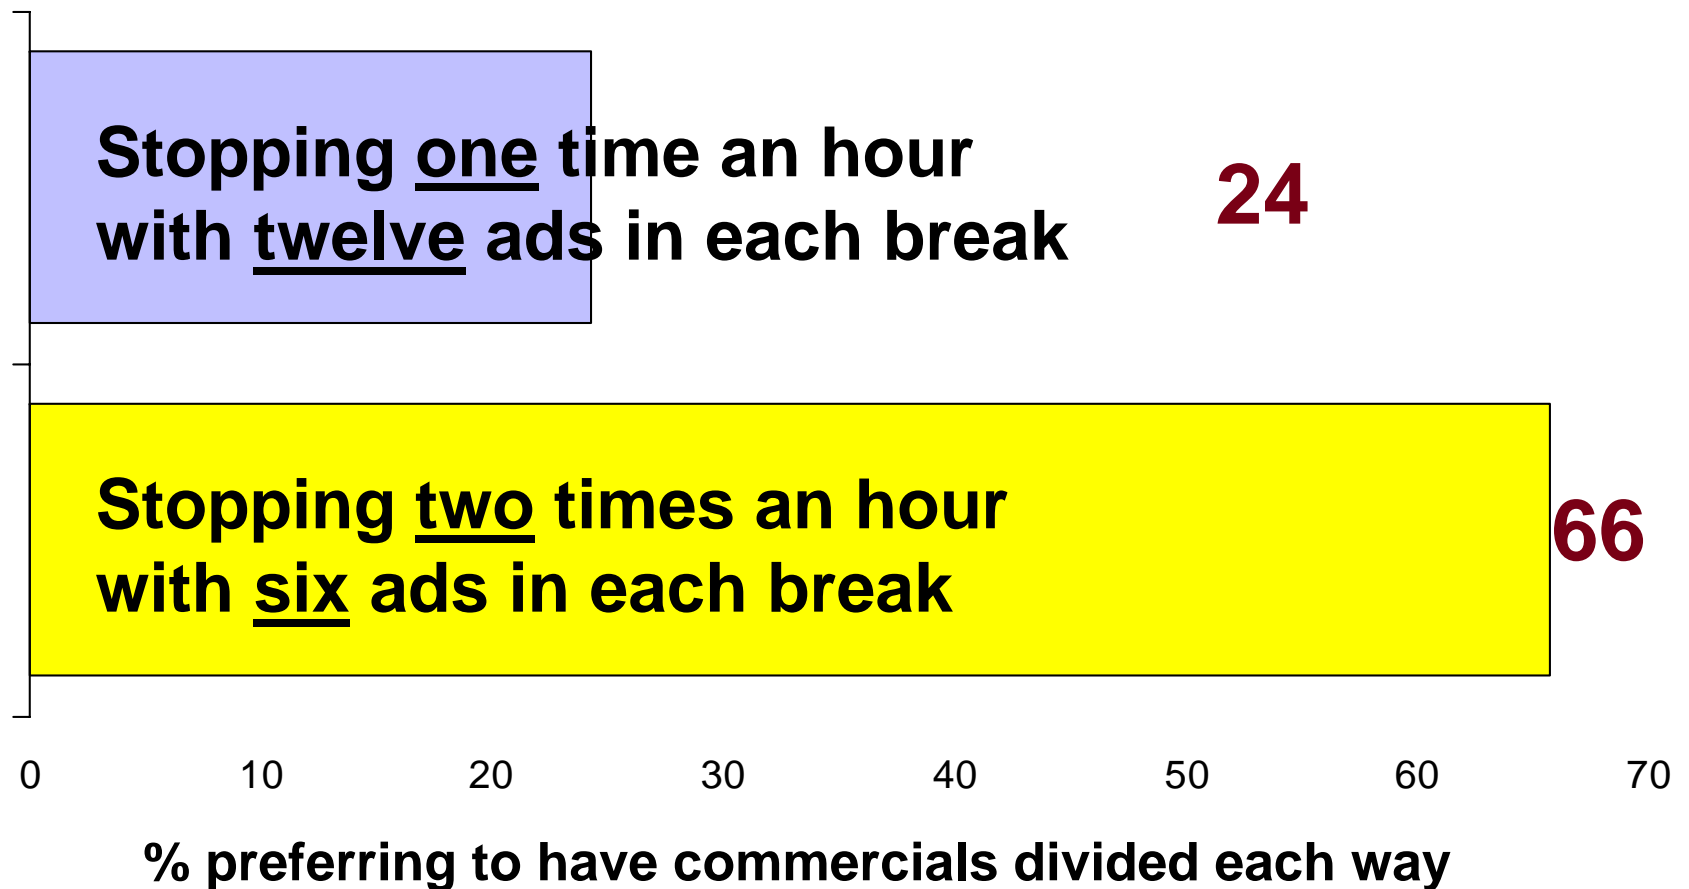 Stopping one time an hour
with twelve ads in each break
24
Stopping two times an hour
with six ads in each break
66
0 10 20 30 40 50 60 70
% preferring to have commercials divided each way